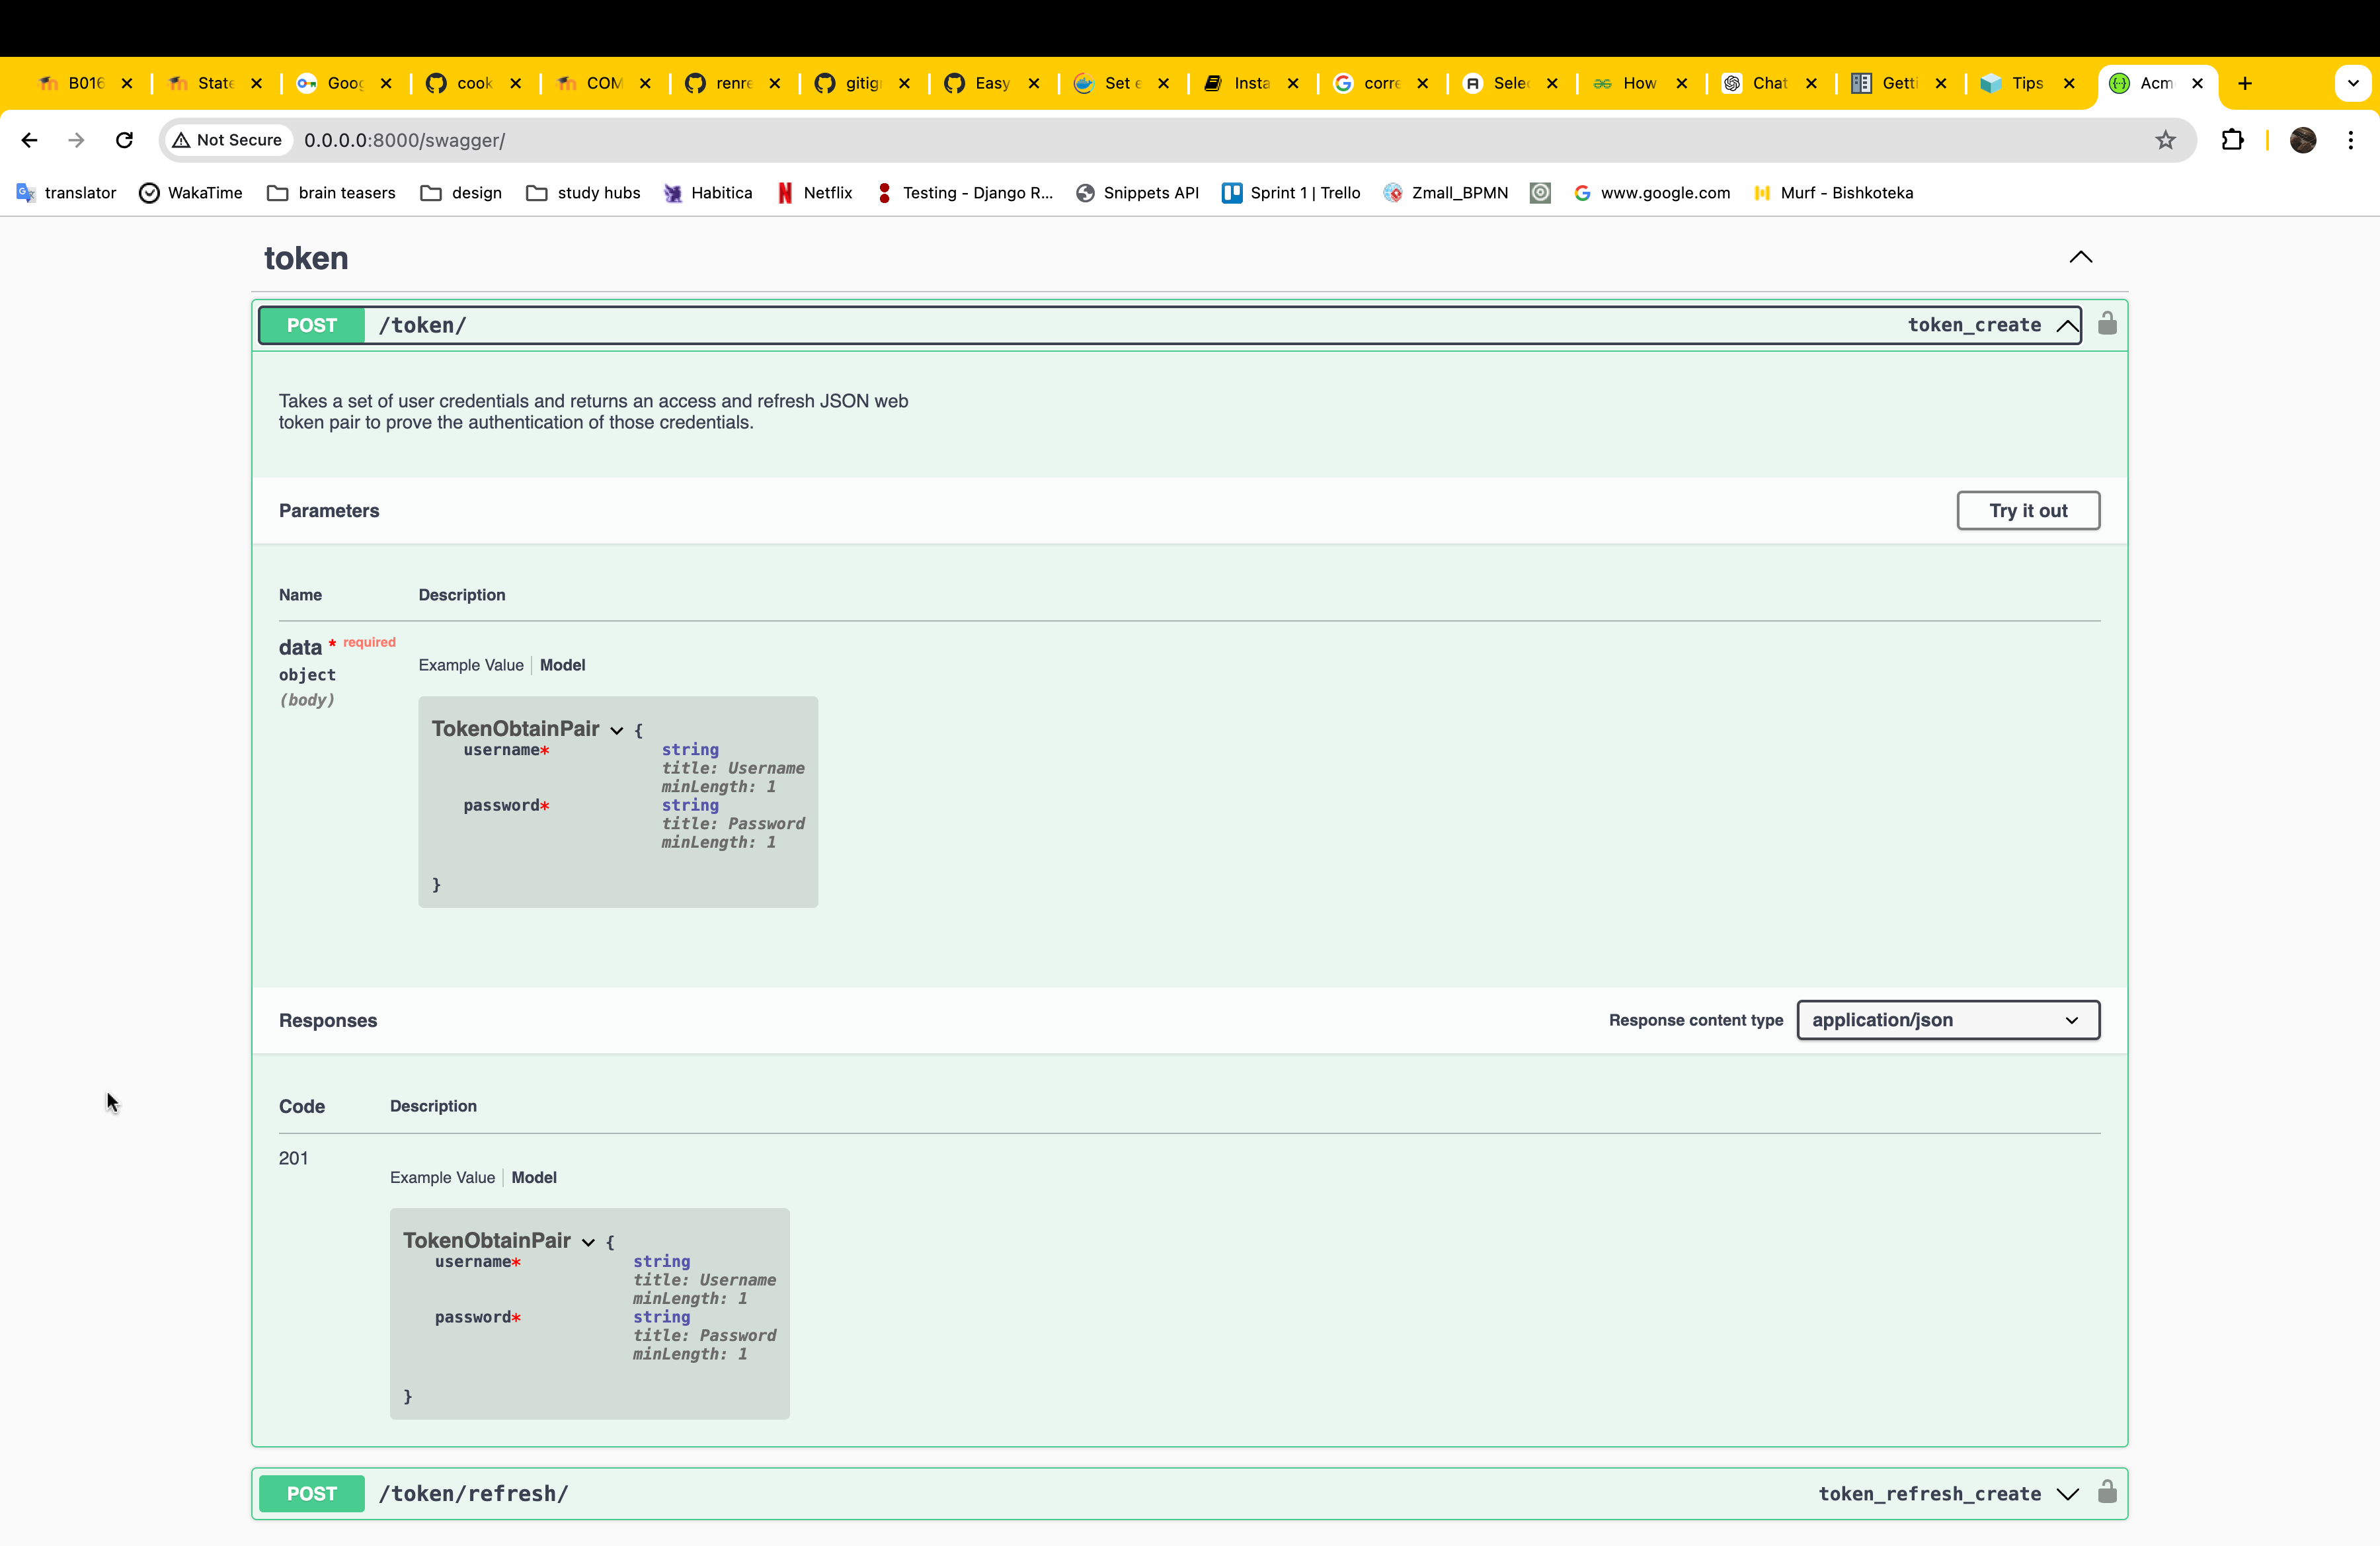 B016 State Goog cook COM renre gitig Easy Set e Insta corre Selec How Chat Getti Tips Acm
Not Secure 0.0.0.0:8000/swagger/
translator WakaTime brain teasers design study hubs Habitica Netflix Testing - Django R... Snippets API Sprint 1 | Trello Zmall_BPMN www.google.com Murf - Bishkoteka
token
POST /token/ token_create
Takes a set of user credentials and returns an access and refresh JSON web
token pair to prove the authentication of those credentials.
Parameters Try it out
Name Description
data * required
object
(body)
Example Value Model
TokenObtainPair {
username* string
title: Username
minLength: 1
password* string
title: Password
minLength: 1
}
Responses Response content type application/json
Code Description
201
Example Value Model
TokenObtainPair {
username* string
title: Username
minLength: 1
password* string
title: Password
minLength: 1
}
POST /token/refresh/ token_refresh_create